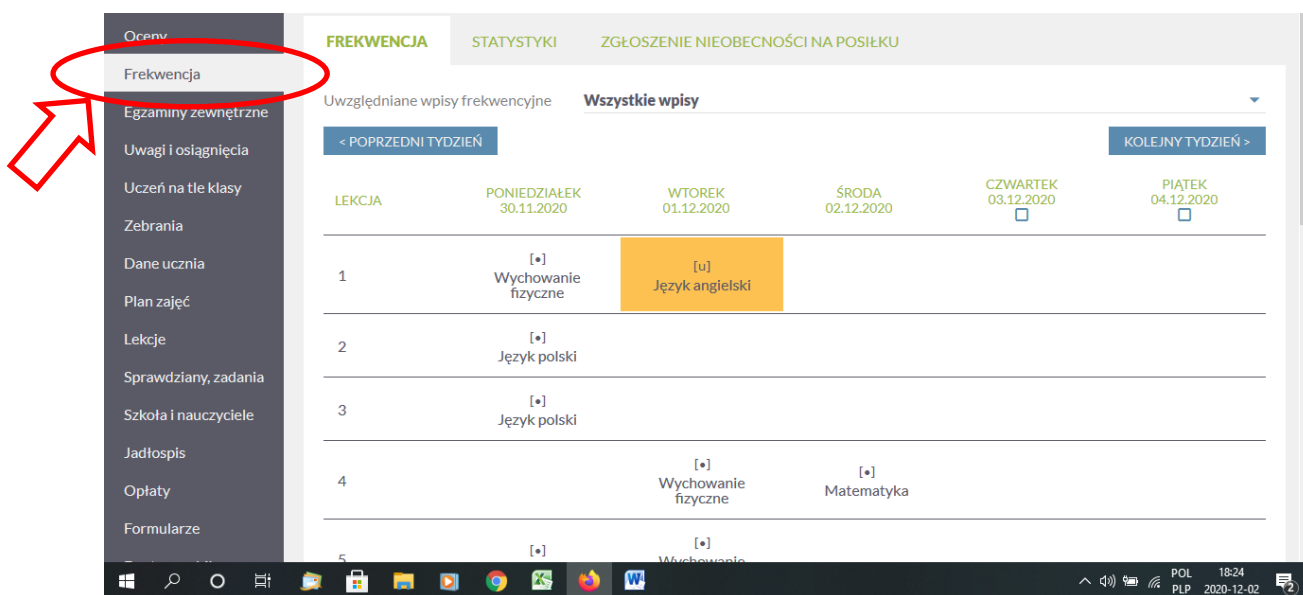 Oceny
Frekwencja
Egzaminy zewnętrzne
Uwagi i osiągnięcia
Uczeń na tle klasy
Zebrania
Dane ucznia
Plan zajęć
Lekcje
Sprawdziany, zadania
Szkoła i nauczyciele
Jadłospis
Opłaty
Formularze
FREKWENCJA STATYSTYKI ZGŁOSZENIE NIEOBECNOŚCI NA POSIŁKU
Uwzględniane wpisy frekwencyjne Wszystkie wpisy
< POPRZEDNI TYDZIEŃ KOLEJNY TYDZIEŃ >
LEKCJA PONIEDZIAŁEK WTOREK ŚRODA CZWARTEK PIĄTEK
30.11.2020 01.12.2020 02.12.2020 03.12.2020 04.12.2020
1 [•] Wychowanie fizyczne [u] Język angielski
2 [•] Język polski
3 [•] Język polski
4 [•] Wychowanie fizyczne [•] Matematyka
5 [•] [•] Wychowanie
POL 18:24
PLP 2020-12-02 2